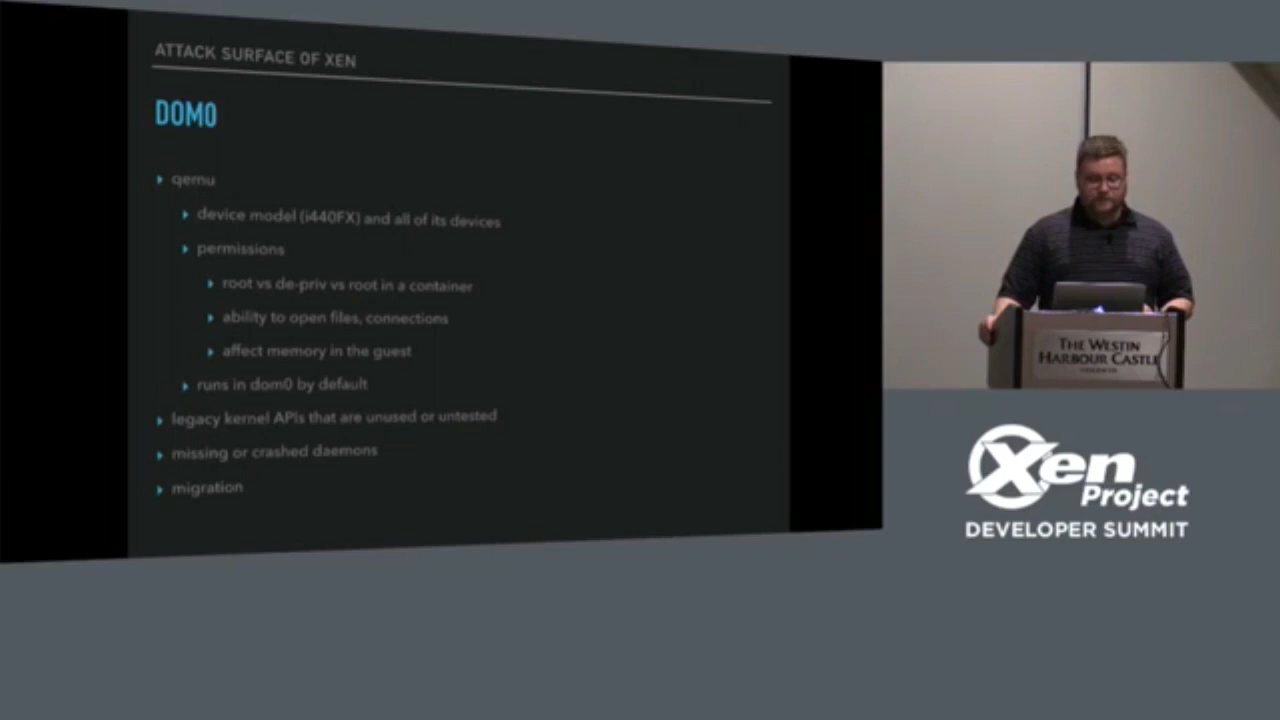 ATTACK SURFACE OF XEN
DOM0
qemu
device model (i440FX) and all of its devices
permissions
root vs de-priv vs root in a container
ability to open files, connections
affect memory in the guest
runs in dom0 by default
legacy kernel APIs that are unused or untested
missing or crashed daemons
migration
THE WESTIN
HARBOUR CASTLE
TORONTO
Xen
Project
DEVELOPER SUMMIT